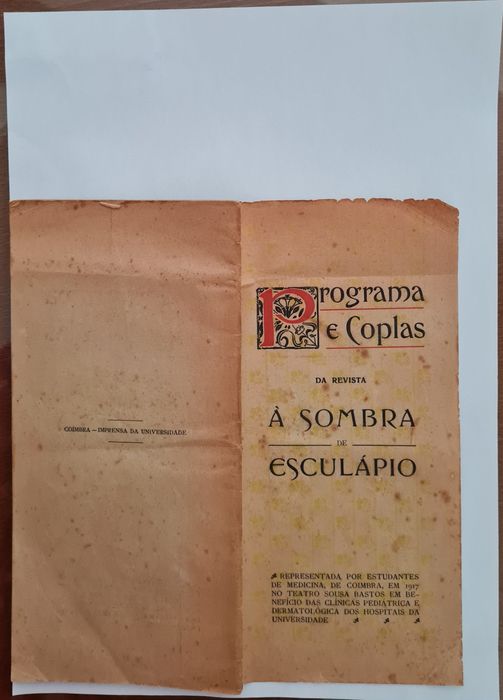 COIMBRA — IMPRENSA DA UNIVERSIDADE
Programa
e Coplas
DA REVISTA
À SOMBRA
DE
ESCULÁPIO
REPRESENTADA POR ESTUDANTES
DE MEDICINA, DE COIMBRA, EM 1917
NO TEATRO SOUSA BASTOS EM BE-
NEFÍCIO DAS CLÍNICAS PEDIÁTRICA E
DERMATOLÓGICA DOS HOSPITAIS DA
UNIVERSIDADE